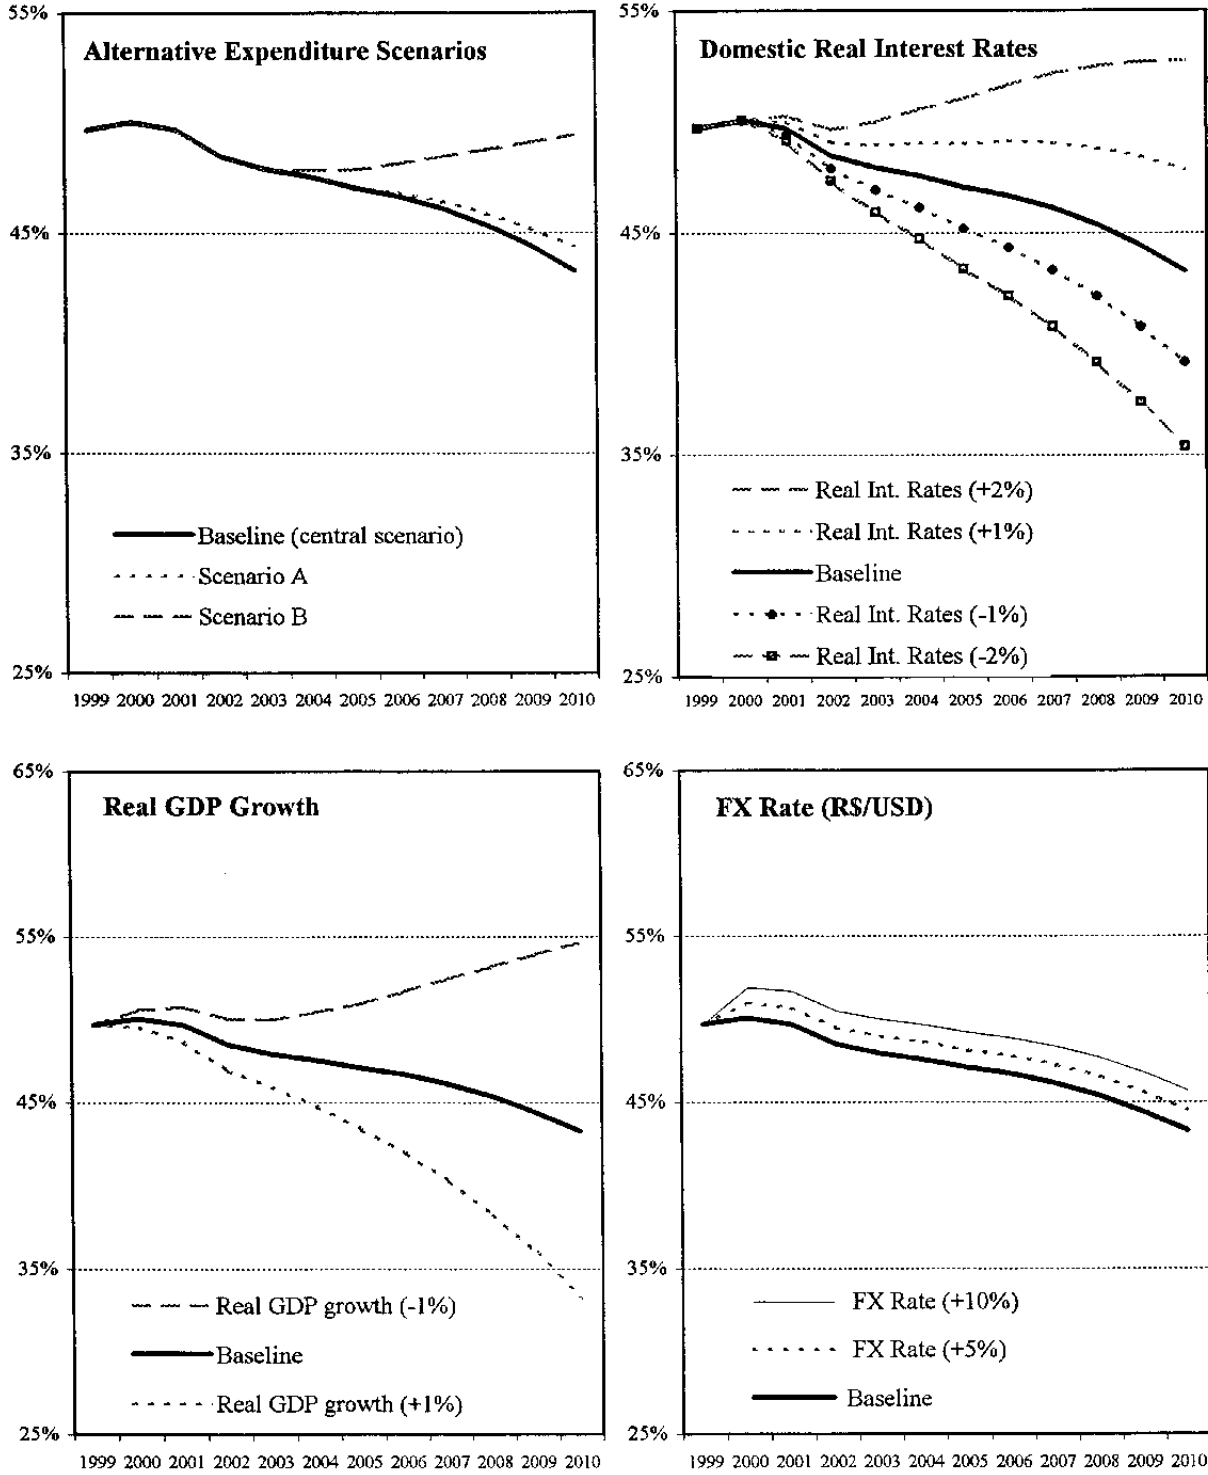 Alternative Expenditure Scenarios
55%
45%
35%
25%
Baseline (central scenario)
Scenario A
Scenario B
1999 2000 2001 2002 2003 2004 2005 2006 2007 2008 2009 2010
Domestic Real Interest Rates
55%
45%
35%
25%
Real Int. Rates (+2%)
Real Int. Rates (+1%)
Baseline
Real Int. Rates (-1%)
Real Int. Rates (-2%)
1999 2000 2001 2002 2003 2004 2005 2006 2007 2008 2009 2010
Real GDP Growth
65%
55%
45%
35%
25%
Real GDP growth (-1%)
Baseline
Real GDP growth (+1%)
1999 2000 2001 2002 2003 2004 2005 2006 2007 2008 2009 2010
FX Rate (R$/USD)
65%
55%
45%
35%
25%
FX Rate (+10%)
FX Rate (+5%)
Baseline
1999 2000 2001 2002 2003 2004 2005 2006 2007 2008 2009 2010